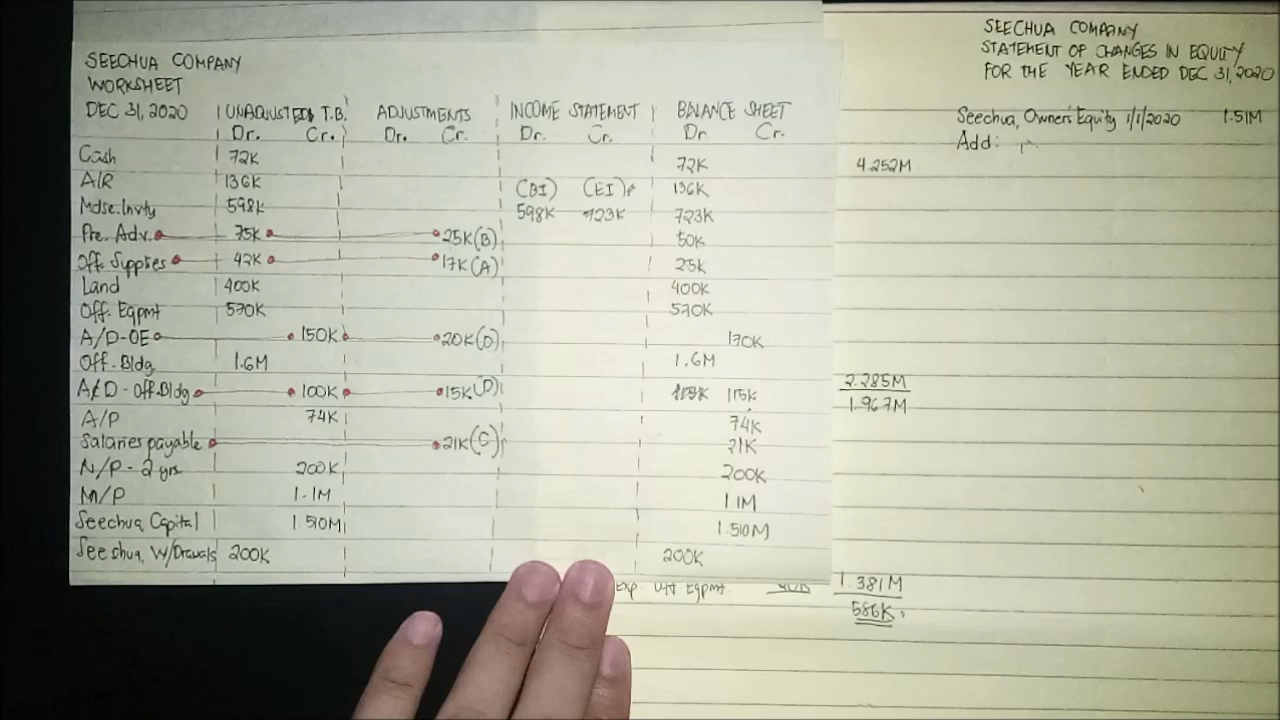 SEECHUA COMPANY
WORKSHEET
DEC 31, 2020 UNADJUSTED T.B. ADJUSTMENTS INCOME STATEMENT BALANCE SHEET
Dr. Cr. Dr. Cr. Dr. Cr. Dr. Cr.
Cash 72K 72K
A/R 136K (BI) (EI) 136K
Mdse. Invty 598K 598K 723K 723K
Pre. Adv. 75K 25K (B) 50K
Off. Supplies 42K 17K (A) 25K
Land 400K 400K
Off. Eqpmt 570K 570K
A/D-OE 150K 20K (D) 170K
Off. Bldg 1.6M 1.6M
A/D - Off. Bldg 100K 15K (D) 115K
A/P 74K 74K
Salaries payable 21K (C) 21K
N/P - 2 yrs 200K 200K
M/P 1.1M 1.1M
Seechua, Capital 1.510M 1.510M
Seechua, W/Drawals 200K 200K
SEECHUA COMPANY
STATEMENT OF CHANGES IN EQUITY
FOR THE YEAR ENDED DEC 31, 2020
Seechua, Owner's Equity 1/1/2020 1.51M
Add:
4.252M
2.285M
1.967M
Exp Off Eqpmt. 1.381M
586K